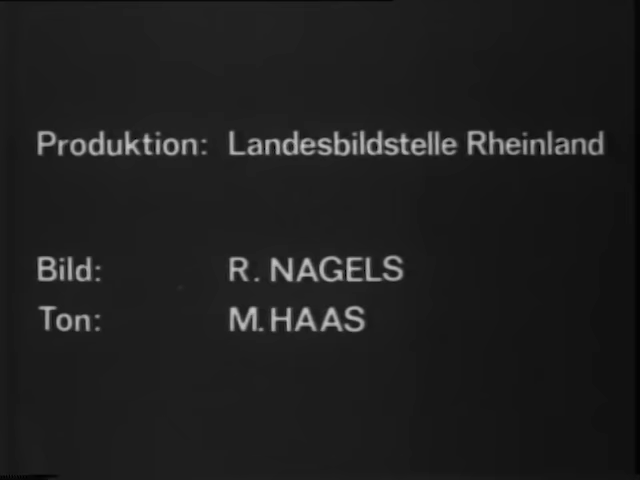 Produktion: Landesbildstelle Rheinland
Bild: R. NAGELS
Ton: M. HAAS